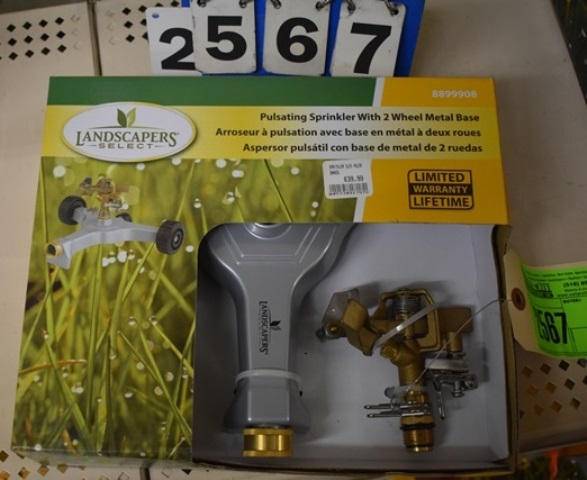 2567
8899908
Pulsating Sprinkler With 2 Wheel Metal Base
Arroseur à pulsation avec base en métal à deux roues
Aspersor pulsátil con base de metal de 2 ruedas
LANDSCAPERS
SELECT
LIMITED
WARRANTY
LIFETIME
LANDSCAPERS
2567